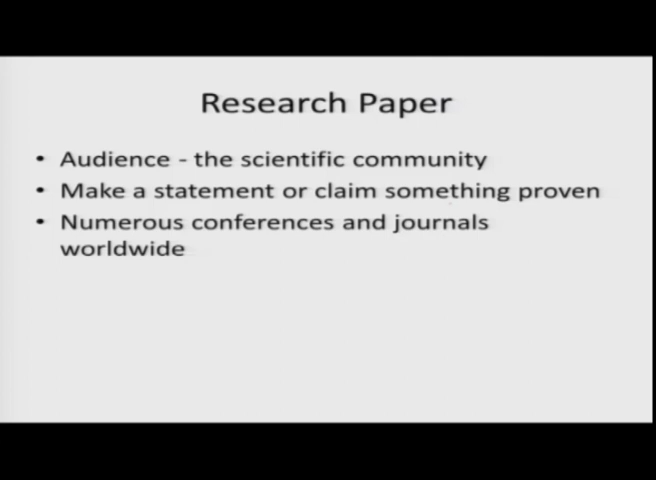 Research Paper
• Audience - the scientific community
• Make a statement or claim something proven
• Numerous conferences and journals
worldwide